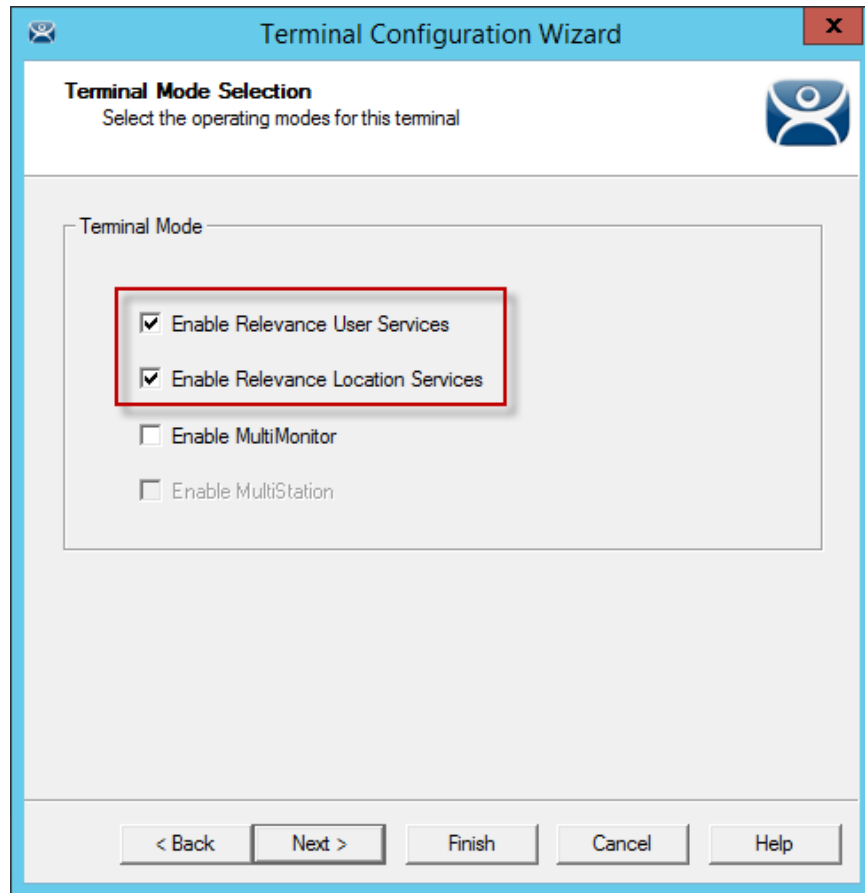 Terminal Configuration Wizard
x
Terminal Mode Selection
Select the operating modes for this terminal
Terminal Mode
Enable Relevance User Services
Enable Relevance Location Services
Enable MultiMonitor
Enable MultiStation
< Back Next > Finish Cancel Help